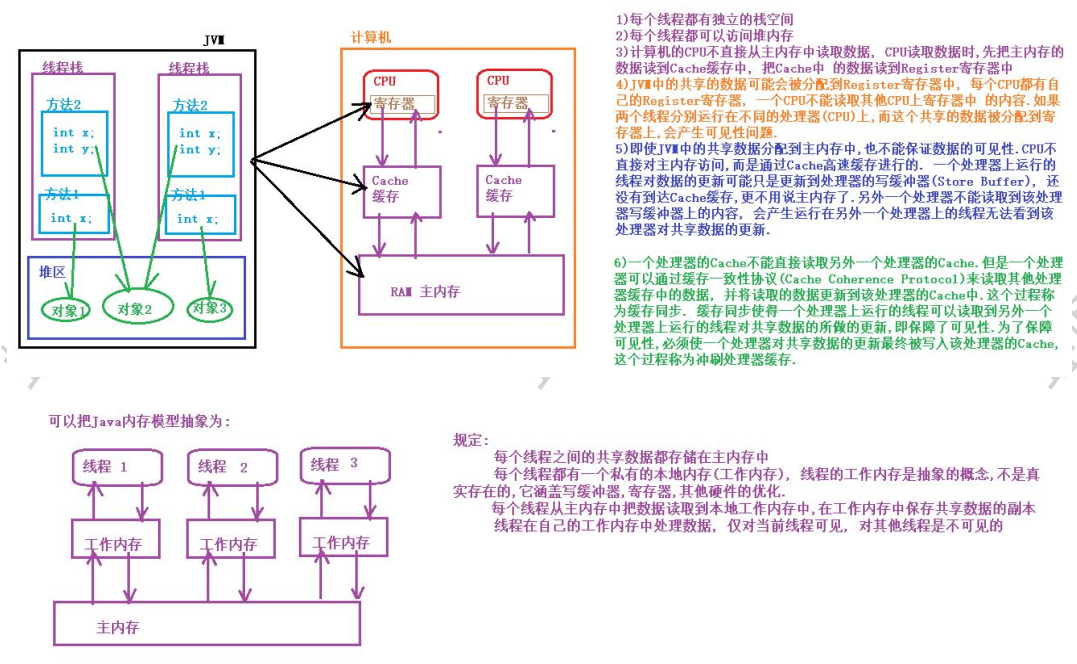 JVM
线程栈
线程栈
方法2
int x;
int y;
方法2
int x;
int y;
方法1
int x;
方法1
int x;
堆区
对象1
对象2
对象3
计算机
CPU
寄存器
CPU
寄存器
Cache
缓存
Cache
缓存
RAM 主内存
1)每个线程都有独立的栈空间
2)每个线程都可以访问堆内存
3)计算机的CPU不直接从主内存中读取数据, CPU读取数据时,先把主内存的
数据读到Cache缓存中, 把Cache中 的数据读到Register寄存器中
4)JVM中的共享的数据可能会被分配到Register寄存器中, 每个CPU都有自
己的Register寄存器, 一个CPU不能读取其他CPU上寄存器中 的内容.如果
两个线程分别运行在不同的处理器(CPU)上,而这个共享的数据被分配到寄
存器上,会产生可见性问题.
5)即使JVM中的共享数据分配到主内存中,也不能保证数据的可见性.CPU不
直接对主内存访问,而是通过Cache高速缓存进行的. 一个处理器上运行的
线程对数据的更新可能只是更新到处理器的写缓冲器(Store Buffer), 还
没有到达Cache缓存,更不用说主内存了.另外一个处理器不能读取到该处理
器写缓冲器上的内容, 会产生运行在另外一个处理器上的线程无法看到该
处理器对共享数据的更新.
6)一个处理器的Cache不能直接读取另外一个处理器的Cache.但是一个处理
器可以通过缓存一致性协议(Cache Coherence Protocol)来读取其他处理
器缓存中的数据, 并将读取的数据更新到该处理器的Cache中.这个过程称
为缓存同步. 缓存同步使得一个处理器上运行的线程可以读取到另外一个
处理器上运行的线程对共享数据的所做的更新,即保障了可见性.为了保障
可见性,必须使一个处理器对共享数据的更新最终被写入该处理器的Cache,
这个过程称为冲刷处理器缓存.
可以把Java内存模型抽象为:
线程 1
线程 2
线程 3
工作内存
工作内存
工作内存
主内存
规定:
每个线程之间的共享数据都存储在主内存中
每个线程都有一个私有的本地内存(工作内存), 线程的工作内存是抽象的概念,不是真
实存在的,它涵盖写缓冲器,寄存器,其他硬件的优化.
每个线程从主内存中把数据读取到本地工作内存中,在工作内存中保存共享数据的副本
线程在自己的工作内存中处理数据, 仅对当前线程可见, 对其他线程是不可见的